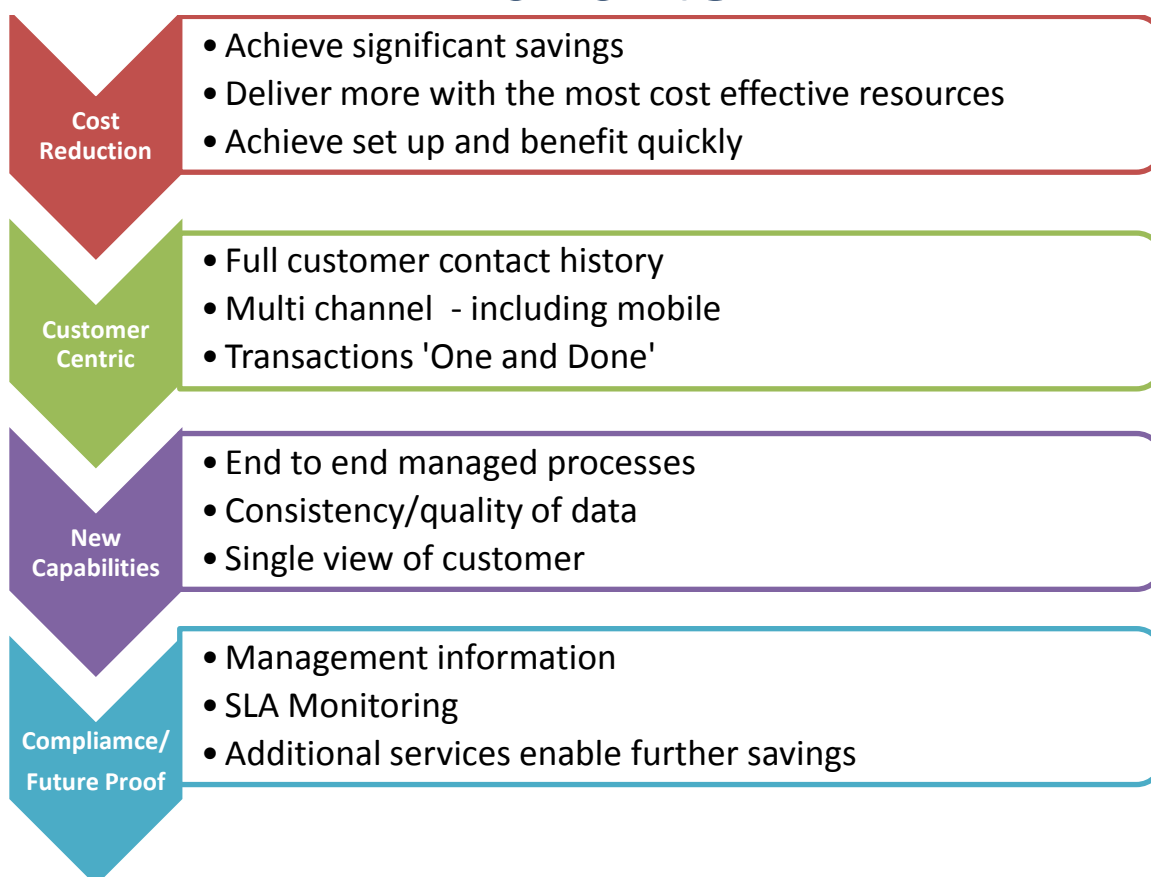 Cost
Reduction
• Achieve significant savings
• Deliver more with the most cost effective resources
• Achieve set up and benefit quickly
Customer
Centric
• Full customer contact history
• Multi channel  - including mobile
• Transactions 'One and Done'
New
Capabilities
• End to end managed processes
• Consistency/quality of data
• Single view of customer
Compliamce/
Future Proof
• Management information
• SLA Monitoring
• Additional services enable further savings